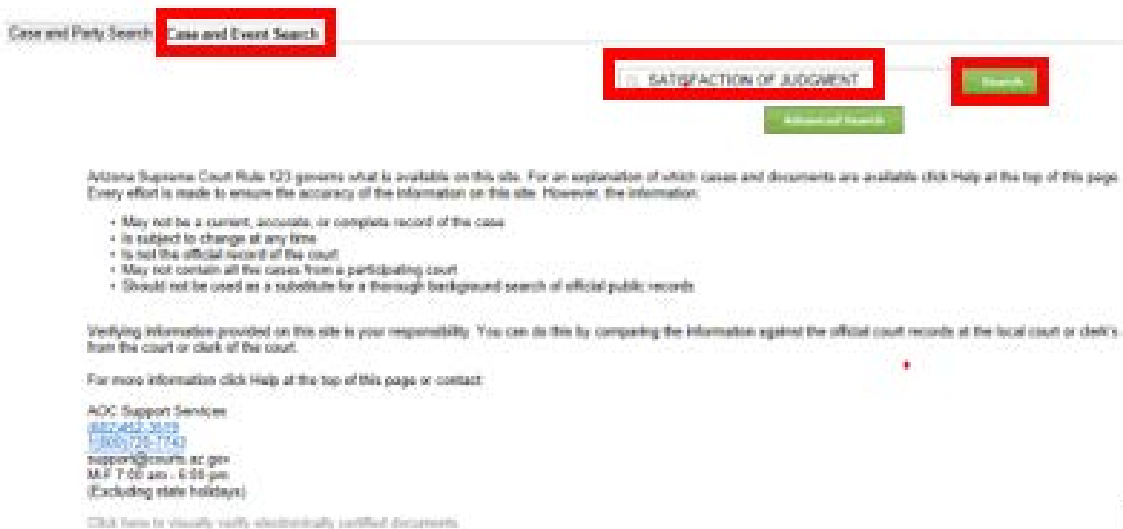 Case and Party Search Case and Event Search
SATISFACTION OF JUDGMENT Search
Advanced Search
Arizona Supreme Court Rule 123 governs what is available on this site. For an explanation of which cases and documents are available click Help at the top of this page.
Every effort is made to ensure the accuracy of the information on this site. However, the information:
• May not be a current, accurate, or complete record of the case
• Is subject to change at any time
• Is not the official record of the court
• May not contain all the cases from a participating court
• Should not be used as a substitute for a thorough background search of official public records
Verifying information provided on this site is your responsibility. You can do this by comparing the information against the official court records at the local court or clerk's
from the court or clerk of the court.
For more information click Help at the top of this page or contact:
AOC Support Services
support@courts.az.gov
M-F 7:00 am - 6:00 pm
(Excluding state holidays)
Click here to visually verify electronically certified documents